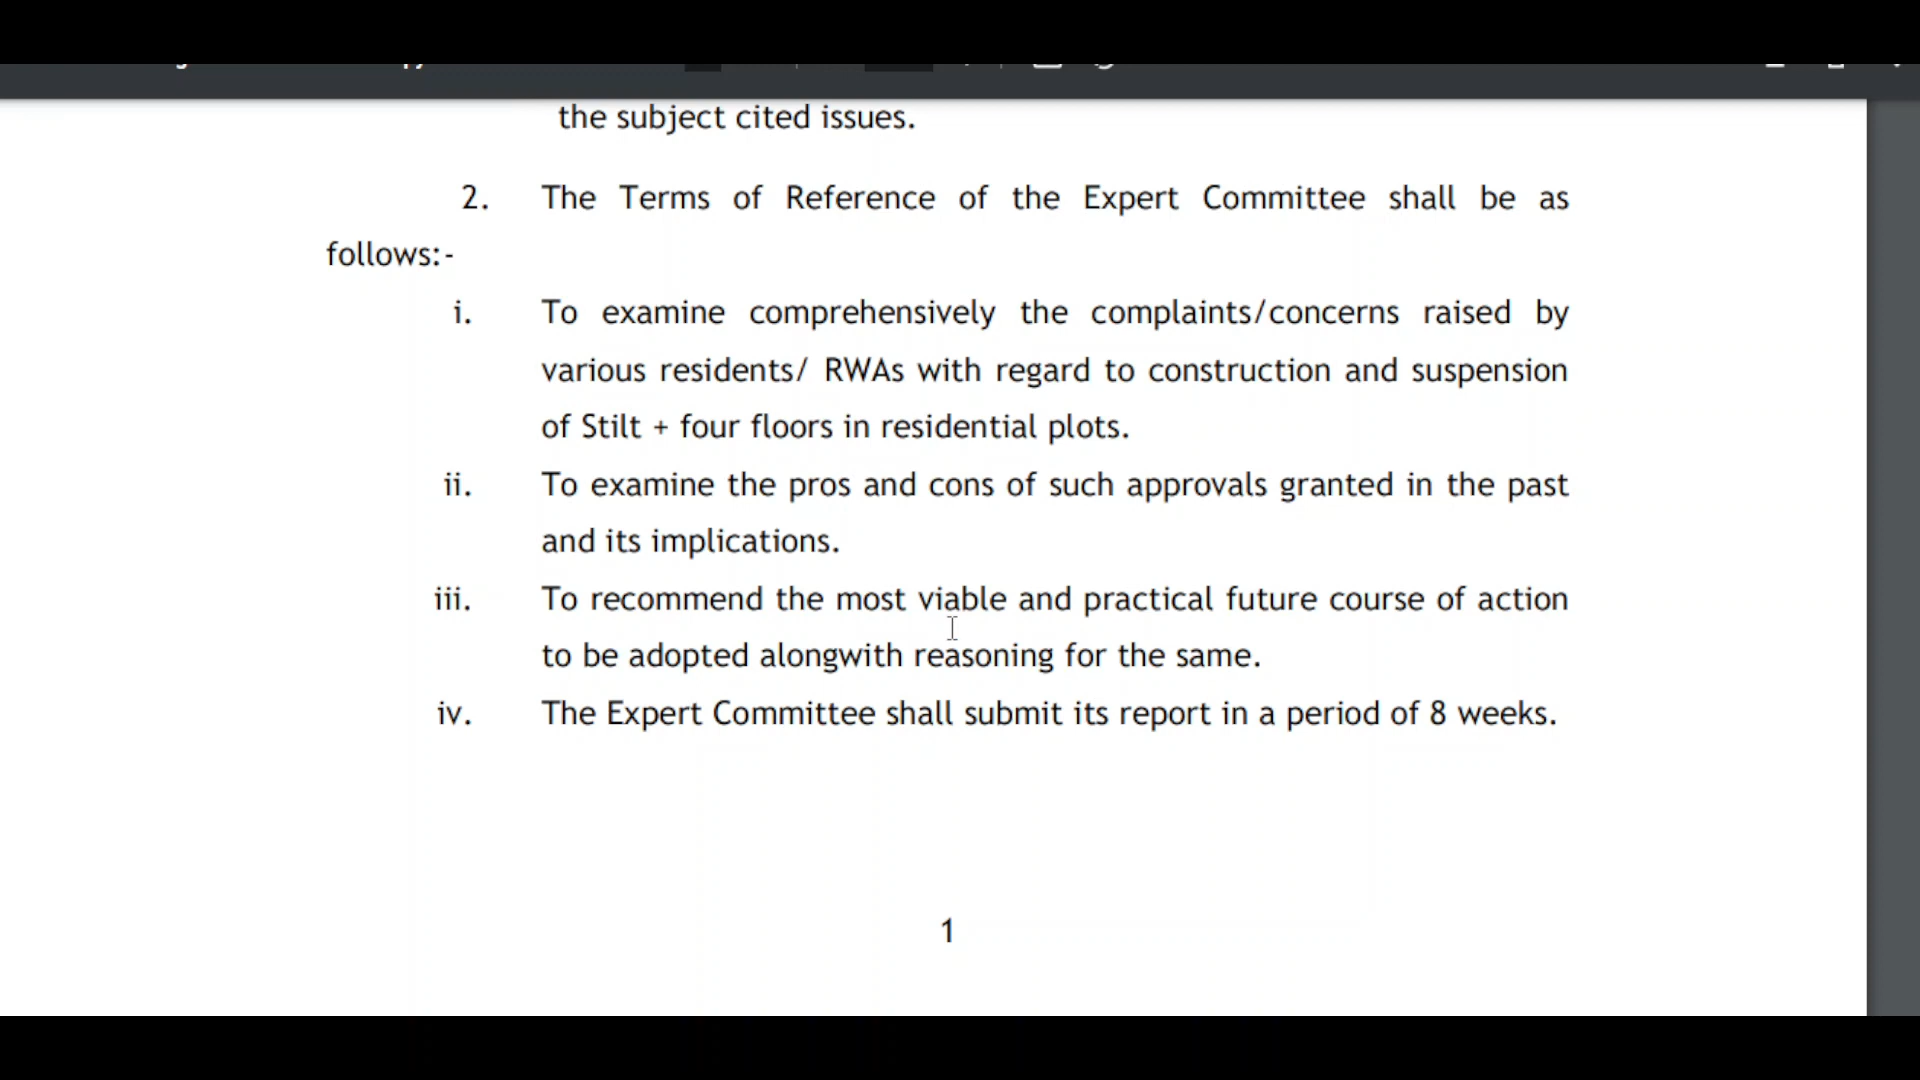 the subject cited issues.
2. The Terms of Reference of the Expert Committee shall be as
follows:-
i. To examine comprehensively the complaints/concerns raised by
various residents/ RWAs with regard to construction and suspension
of Stilt + four floors in residential plots.
ii. To examine the pros and cons of such approvals granted in the past
and its implications.
iii. To recommend the most viable and practical future course of action
to be adopted alongwith reasoning for the same.
iv. The Expert Committee shall submit its report in a period of 8 weeks.
1